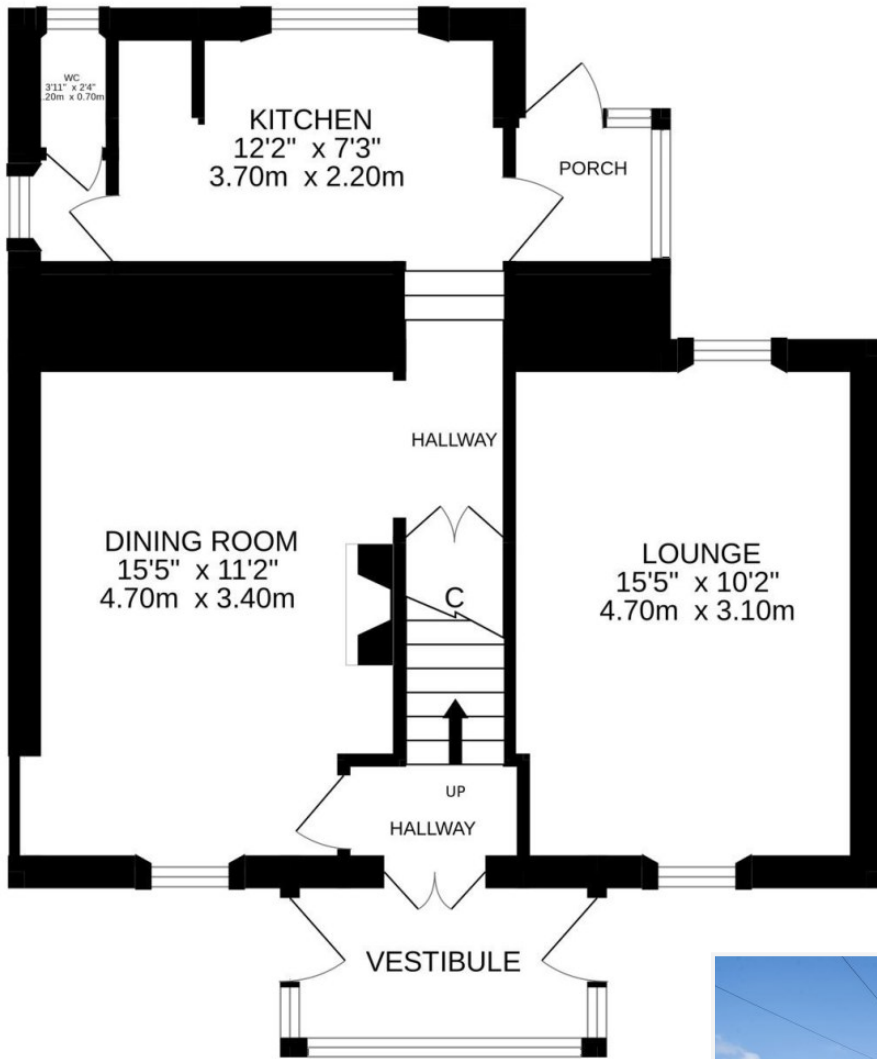 WC
3'11" x 2'4"
.20m x 0.70m
KITCHEN
12'2" x 7'3"
3.70m x 2.20m
PORCH
HALLWAY
DINING ROOM
15'5" x 11'2"
4.70m x 3.40m
LOUNGE
15'5" x 10'2"
4.70m x 3.10m
C
UP
HALLWAY
VESTIBULE